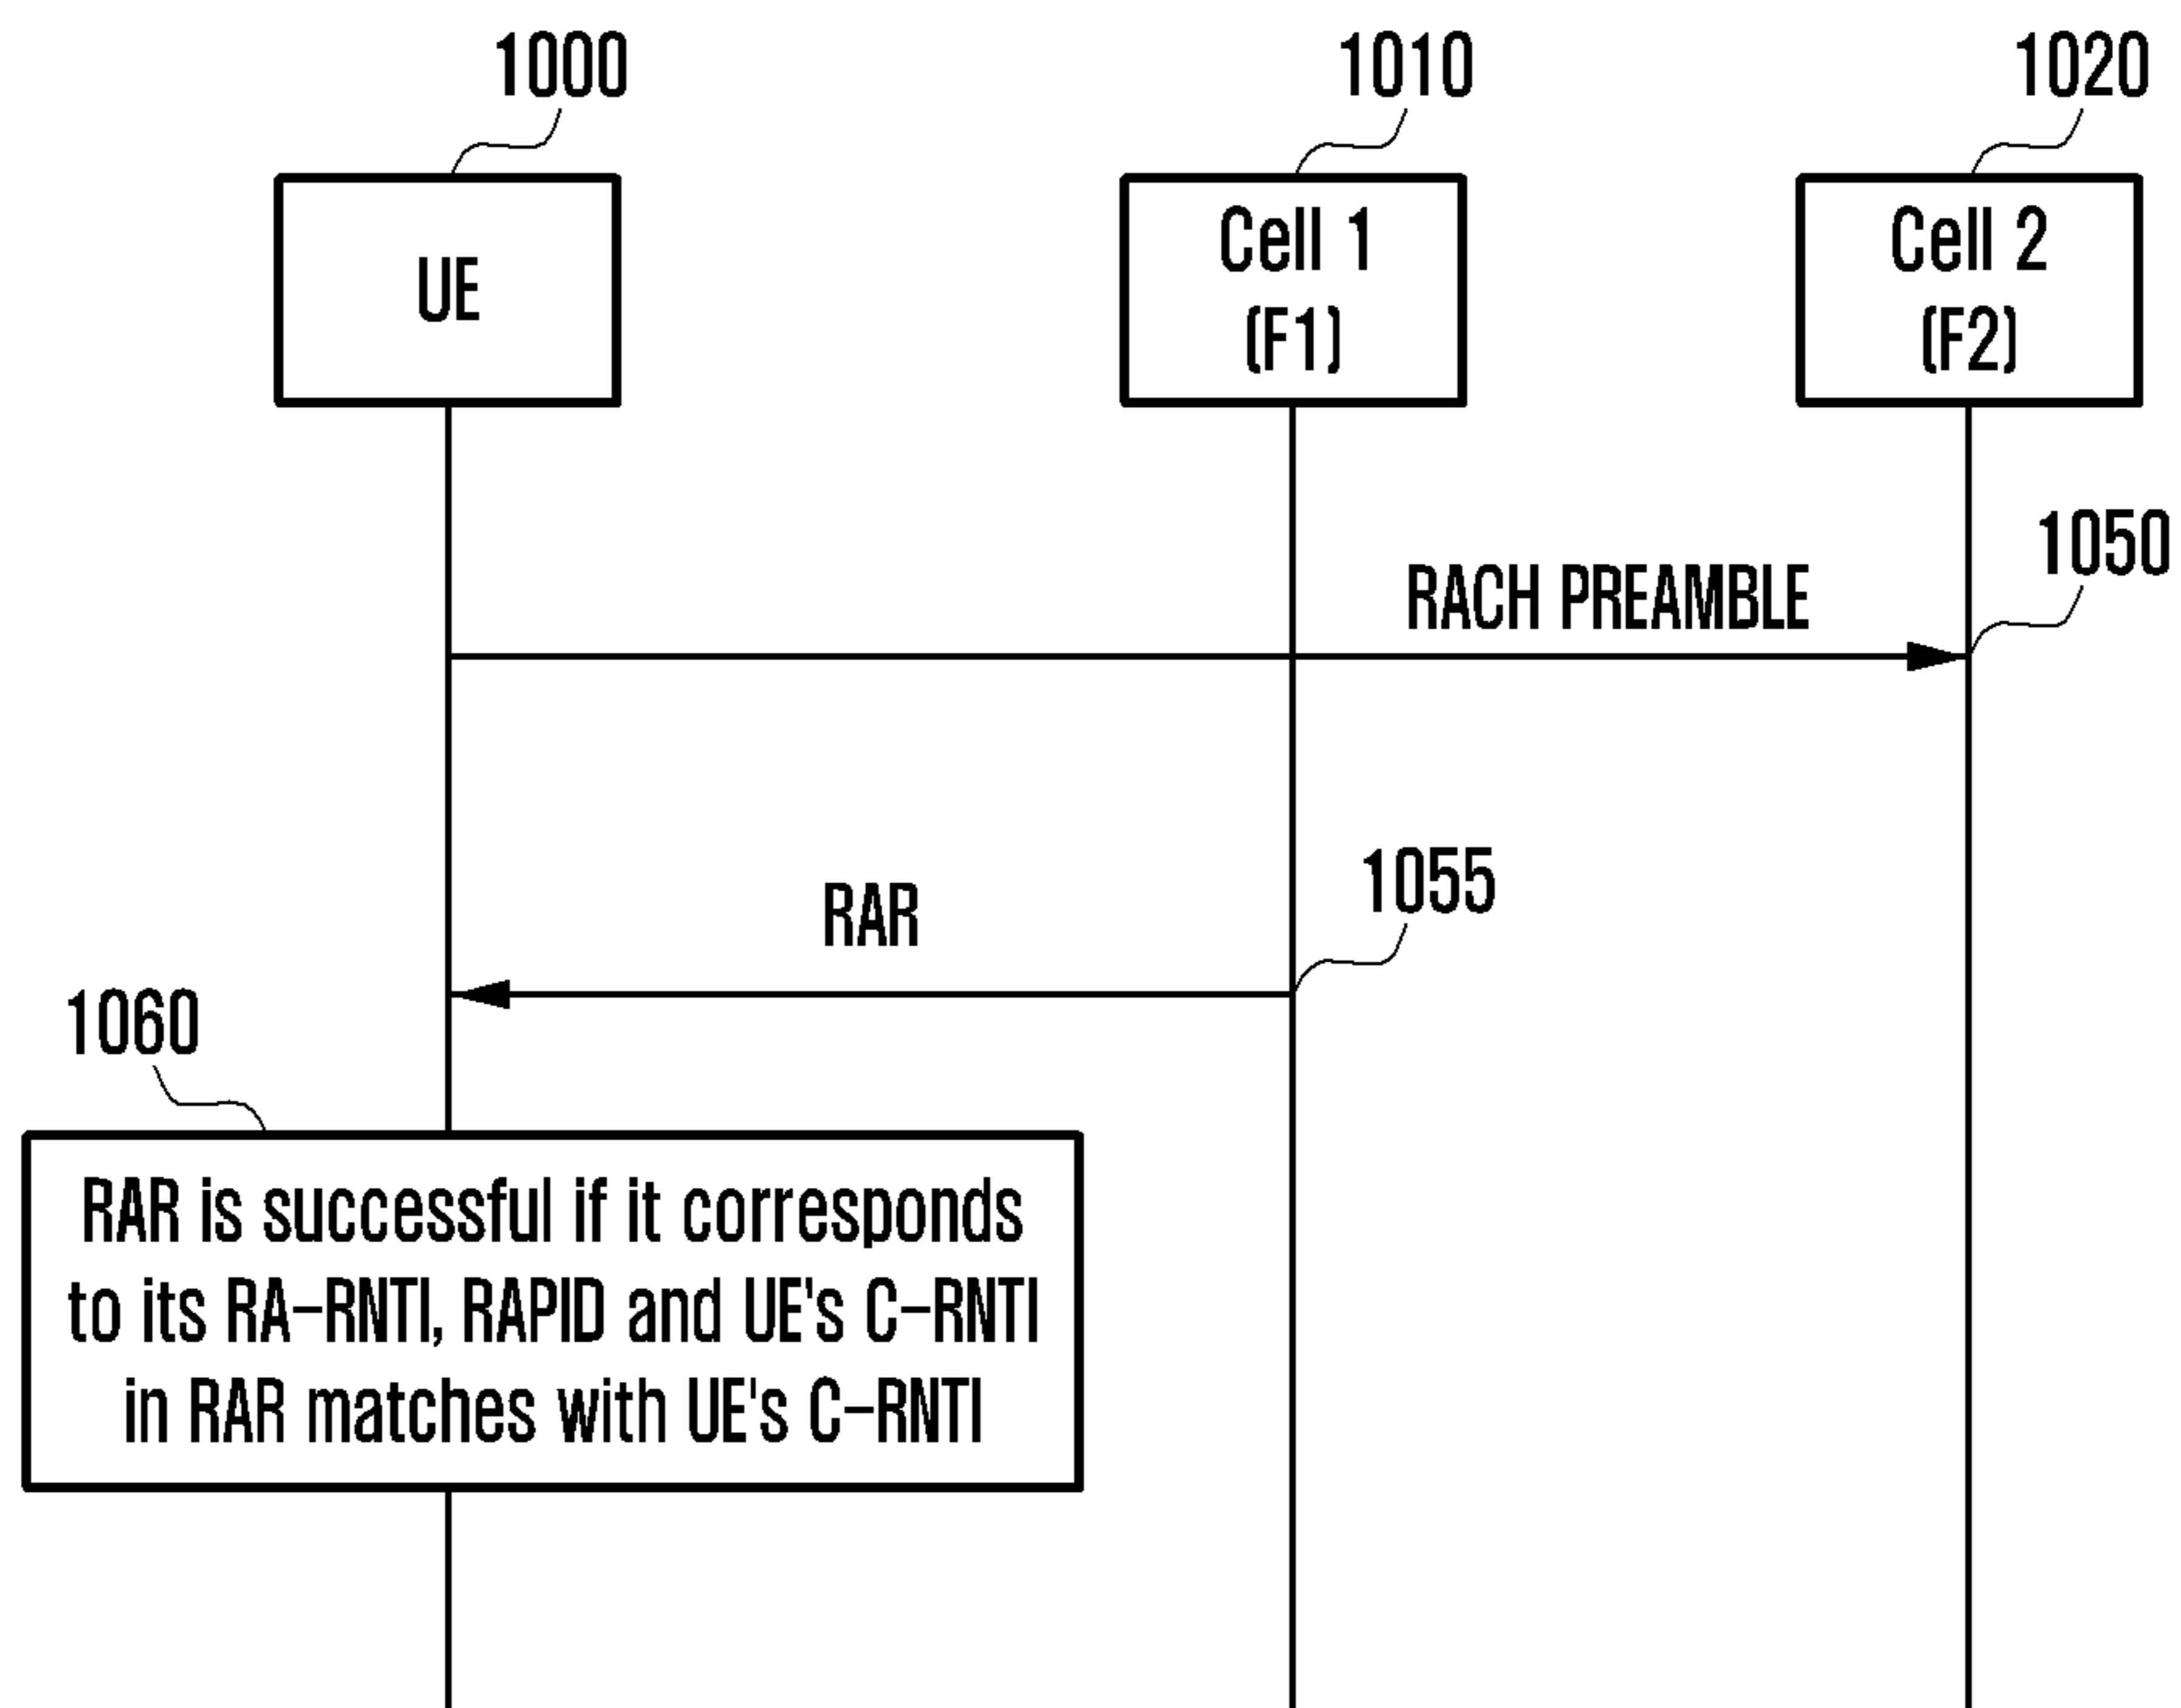 1000
1010
1020
UE
Cell 1
(F1)
Cell 2
(F2)
1050
RACH PREAMBLE
1055
RAR
1060
RAR is successful if it corresponds
to its RA-RNTI, RAPID and UE's C-RNTI
in RAR matches with UE's C-RNTI